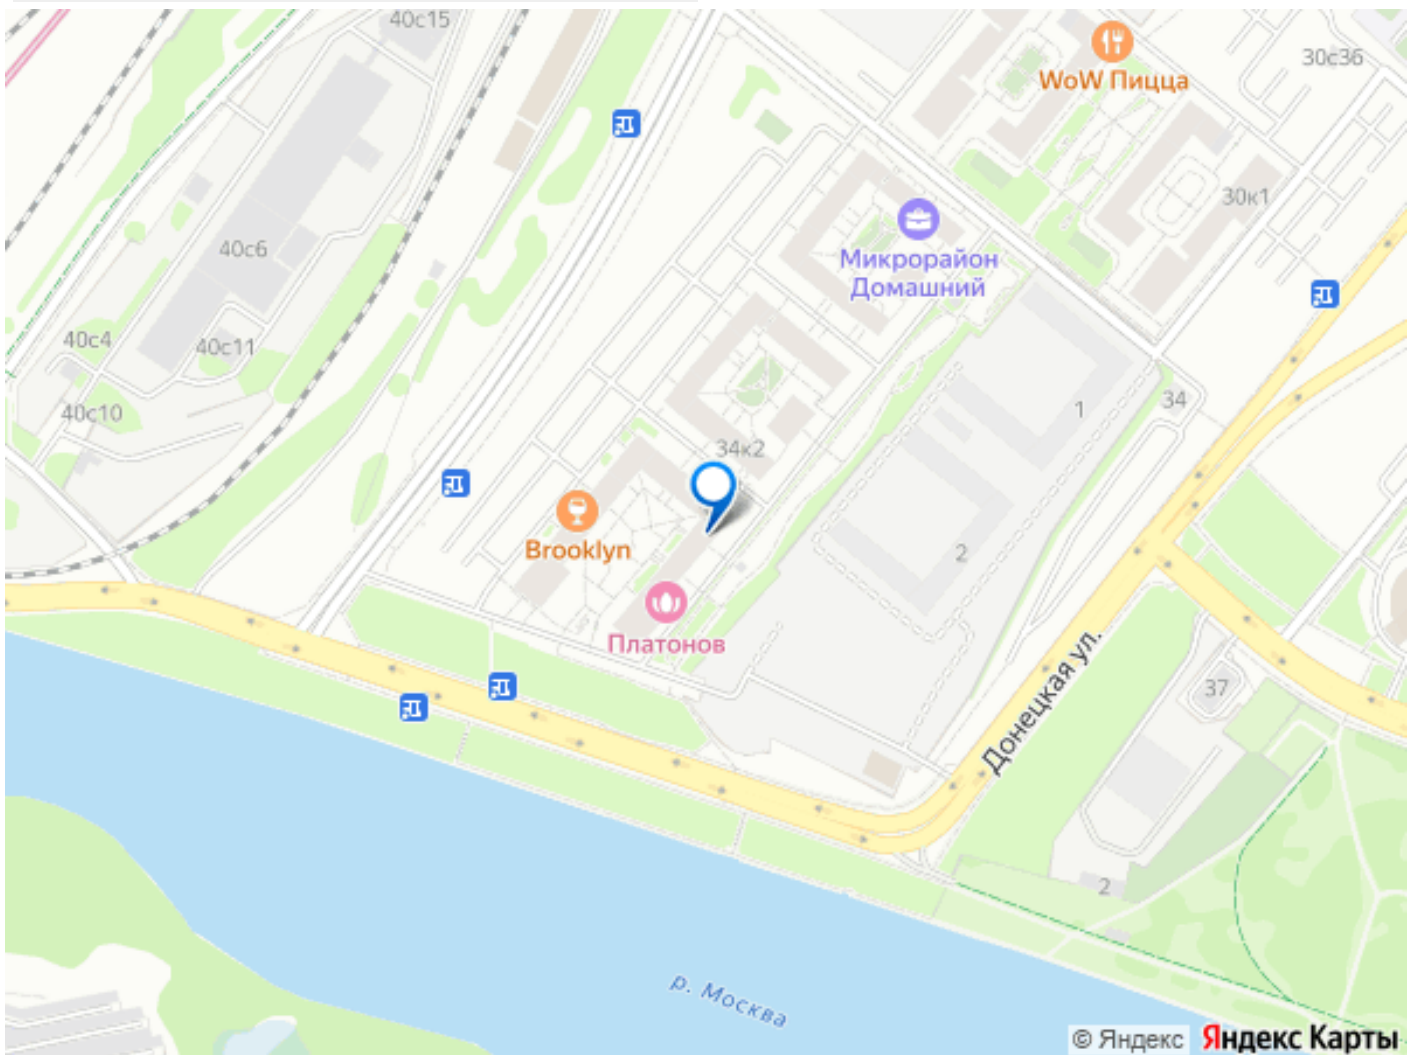 40с15
30с36
WoW Пицца
30к1
40с6
Микрорайон
Домашний
40с4
40с11
40с10
1
34
34к2
Brooklyn
2
Платонов
Донецкая ул.
37
2
р. Москва
© Яндекс Яндекс Карты